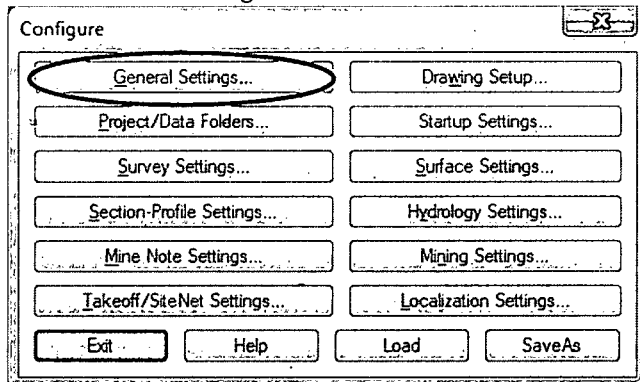 Configure
General Settings... Drawing Setup...
Project/Data Folders... Startup Settings...
Survey Settings... Surface Settings...
Section-Profile Settings... Hydrology Settings...
Mine Note Settings... Mining Settings...
Takeoff/SiteNet Settings... Localization Settings...
Exit Help Load SaveAs